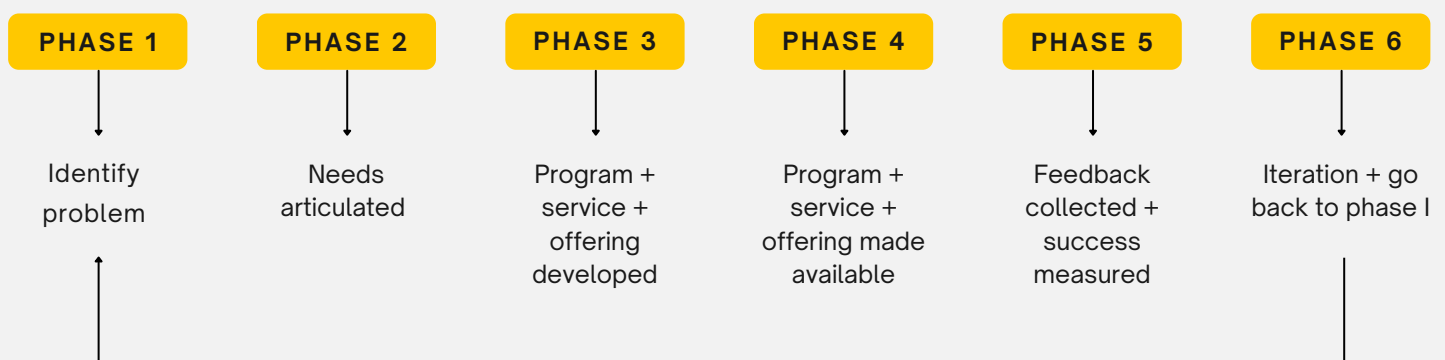 PHASE 1
PHASE 2
PHASE 3
PHASE 4
PHASE 5
PHASE 6
Identify
problem
Needs
articulated
Program +
service +
offering
developed
Program +
service +
offering made
available
Feedback
collected +
success
measured
Iteration + go
back to phase I